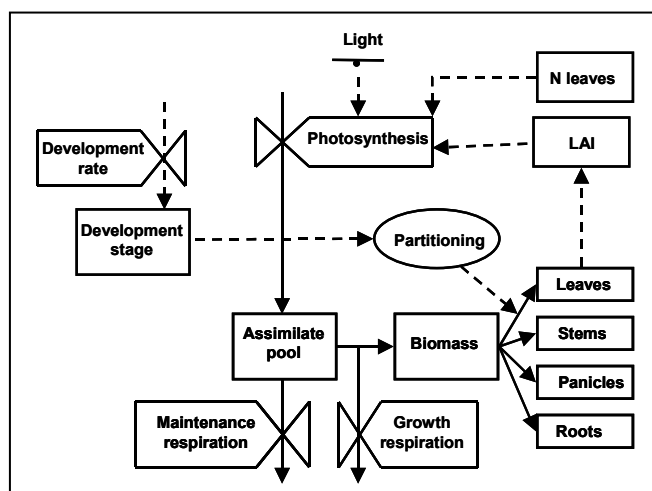 Light
N leaves
Photosynthesis
Development
rate
LAI
Development
stage
Partitioning
Leaves
Assimilate
pool
Biomass
Stems
Panicles
Maintenance
respiration
Growth
respiration
Roots